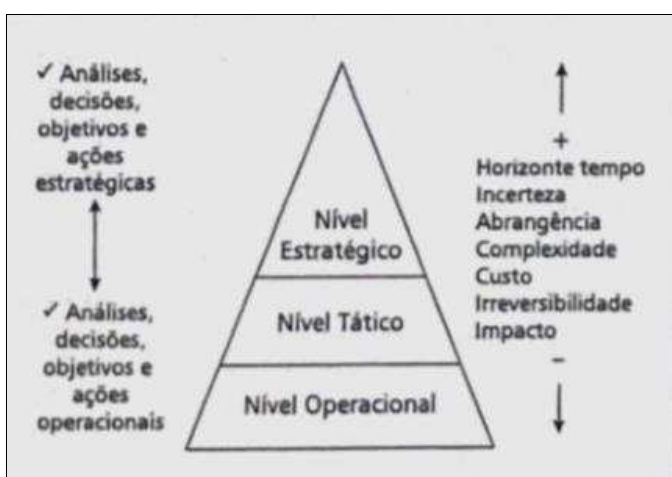 ✓ Análises,
decisões,
objetivos e
ações
estratégicas
✓ Análises,
decisões,
objetivos e
ações
operacionais
Nível
Estratégico
Nível Tático
Nível Operacional
+
Horizonte tempo
Incerteza
Abrangência
Complexidade
Custo
Irreversibilidade
Impacto
–